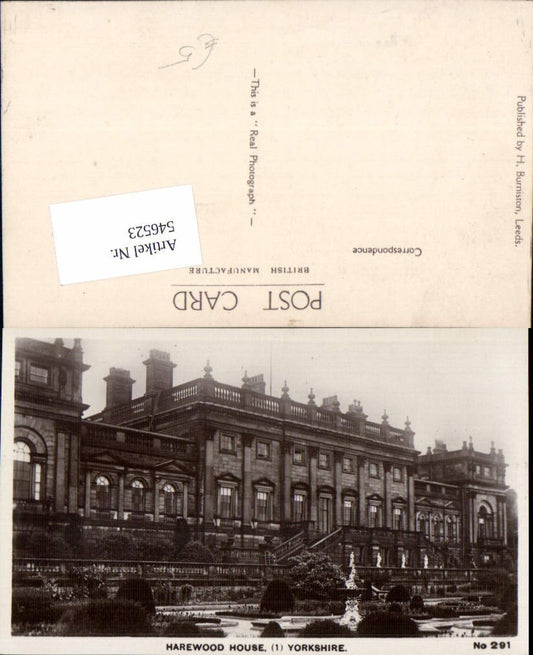 POST CARD
BRITISH MANUFACTURE
Correspondence
—This is a "Real Photograph"—
Published by H. Burniston, Leeds.
£5
Artikel Nr.
546523
HAREWOOD HOUSE, (1) YORKSHIRE.
No 291